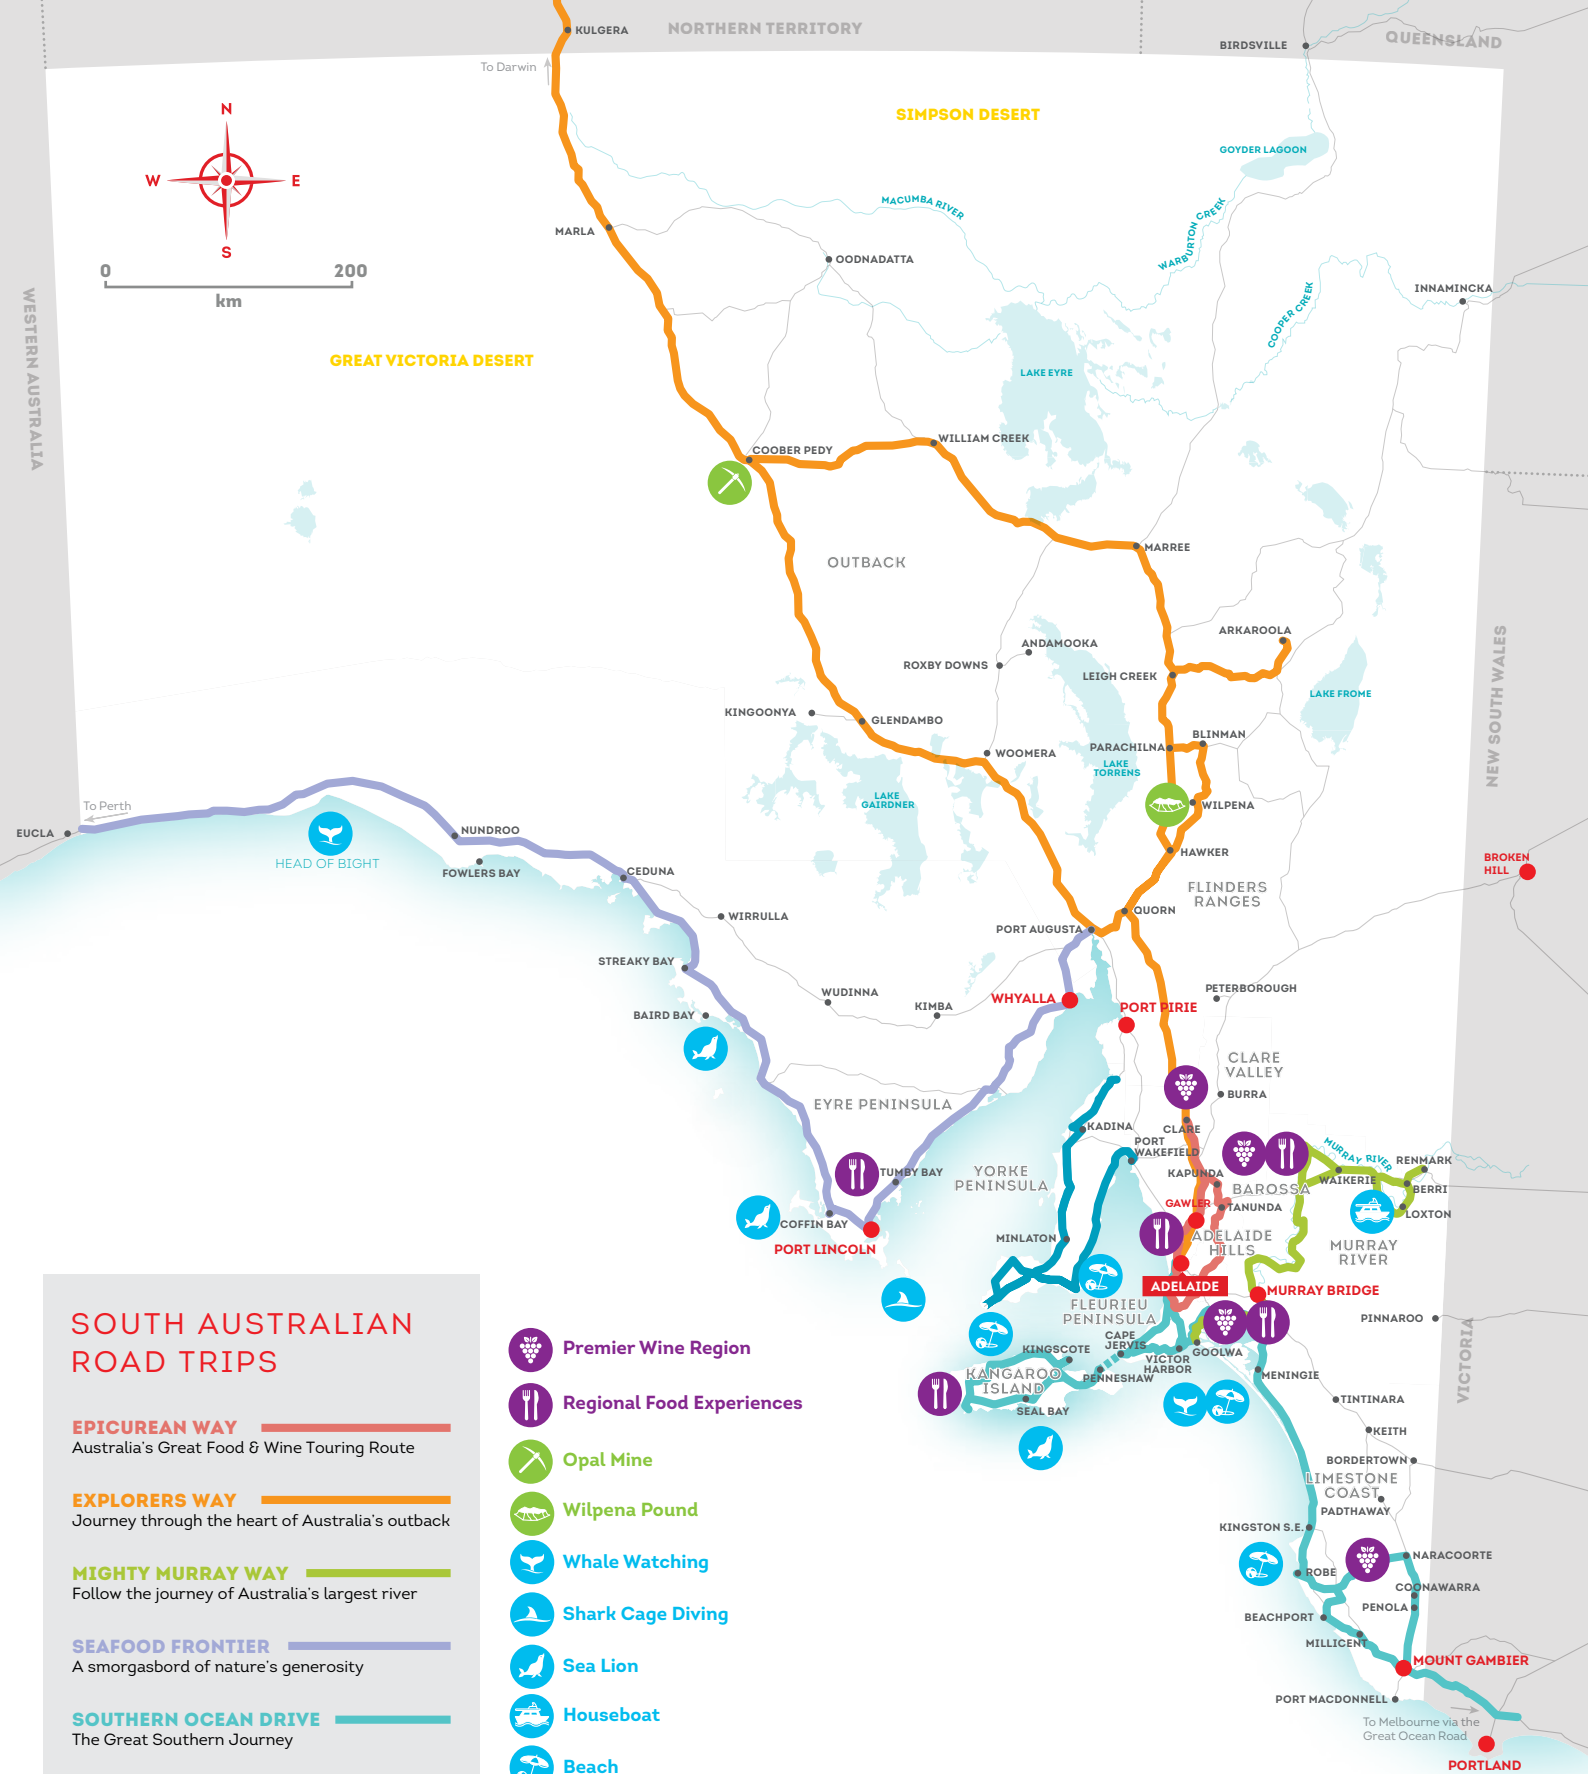 KULGERA
NORTHERN TERRITORY
BIRDSVILLE
QUEENSLAND
To Darwin
SIMPSON DESERT
N
W
E
S
0
200
km
GOYDER LAGOON
MACUMBA RIVER
WARBURTON CREEK
MARLA
OODNADATTA
COOPER CREEK
INNAMINCKA
WESTERN AUSTRALIA
GREAT VICTORIA DESERT
LAKE EYRE
COOBER PEDY
WILLIAM CREEK
MARREE
OUTBACK
ARKAROOLA
ANDAMOOKA
ROXBY DOWNS
LEIGH CREEK
LAKE FROME
NEW SOUTH WALES
KINGOONYA
GLENDAMBO
BLINMAN
PARACHILNA
WOOMERA
LAKE
TORRENS
LAKE
GAIRDNER
WILPENA
To Perth
EUCLA
NUNDROO
HEAD OF BIGHT
FOWLERS BAY
CEDUNA
HAWKER
BROKEN
HILL
FLINDERS
RANGES
WIRRULLA
QUORN
PORT AUGUSTA
STREAKY BAY
WUDINNA
KIMBA
WHYALLA
PETERBOROUGH
PORT PIRIE
BAIRD BAY
CLARE
VALLEY
BURRA
EYRE PENINSULA
KADINA
CLARE
PORT
WAKEFIELD
MURRAY RIVER
RENMARK
YORKE
PENINSULA
TUMBY BAY
KAPUNDA
BAROSSA
WAIKERIE
BERRI
GAWLER
TANUNDA
LOXTON
COFFIN BAY
PORT LINCOLN
MINLATON
ADELAIDE
HILLS
MURRAY
RIVER
ADELAIDE
MURRAY BRIDGE
FLEURIEU
PENINSULA
PINNAROO
CAPE
JERVIS
KINGSCOTE
VICTOR
HARBOR
GOOLWA
KANGAROO
ISLAND
PENNESHAW
MENINGIE
VICTORIA
SEAL BAY
TINTINARA
KEITH
BORDERTOWN
LIMESTONE
COAST
PADTHAWAY
KINGSTON S.E.
NARACOORTE
ROBE
COONAWARRA
PENOLA
BEACHPORT
MILLICENT
MOUNT GAMBIER
PORT MACDONNELL
To Melbourne via the
Great Ocean Road
PORTLAND
SOUTH AUSTRALIAN
ROAD TRIPS
EPICUREAN WAY
Australia's Great Food & Wine Touring Route
EXPLORERS WAY
Journey through the heart of Australia's outback
MIGHTY MURRAY WAY
Follow the journey of Australia's largest river
SEAFOOD FRONTIER
A smorgasbord of nature's generosity
SOUTHERN OCEAN DRIVE
The Great Southern Journey
Premier Wine Region
Regional Food Experiences
Opal Mine
Wilpena Pound
Whale Watching
Shark Cage Diving
Sea Lion
Houseboat
Beach